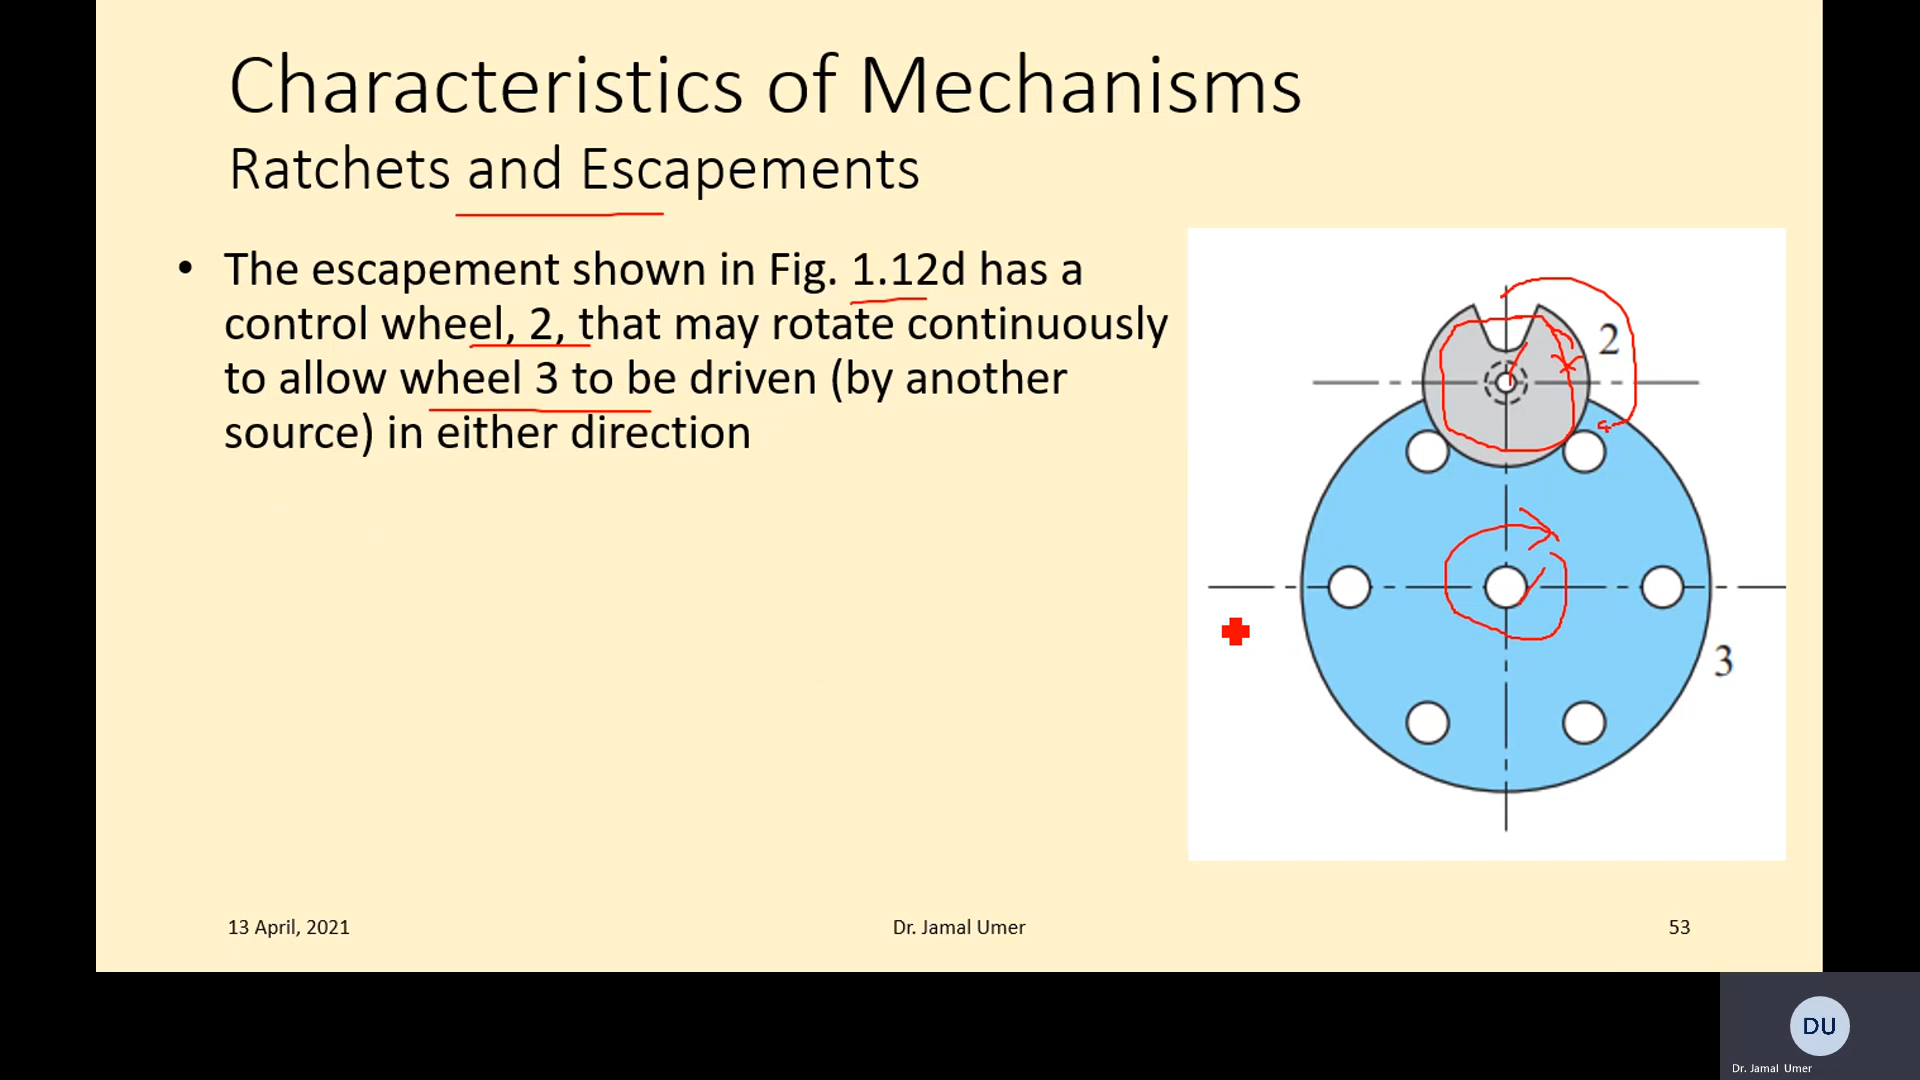 Characteristics of Mechanisms
Ratchets and Escapements
• The escapement shown in Fig. 1.12d has a
control wheel, 2, that may rotate continuously
to allow wheel 3 to be driven (by another
source) in either direction
2
3
13 April, 2021
Dr. Jamal Umer
53
DU
Dr. Jamal Umer